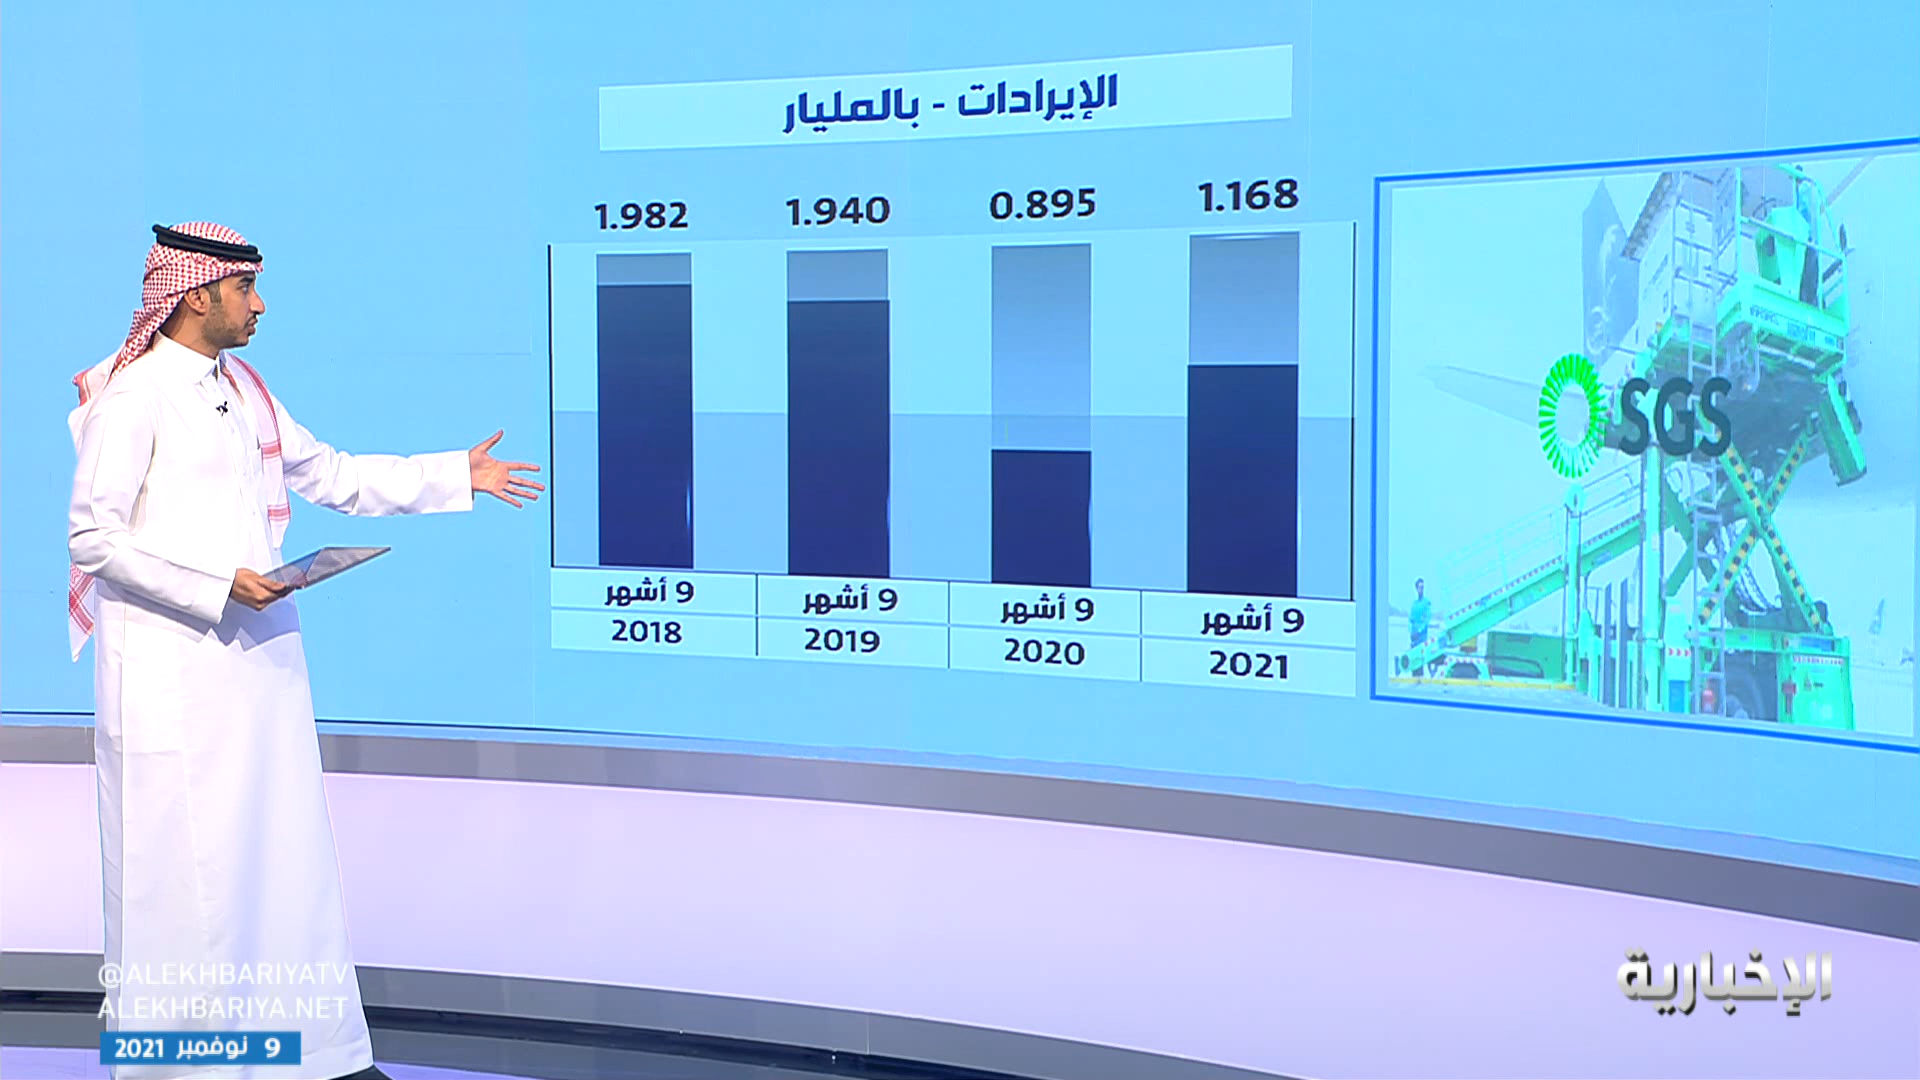 الإيرادات - بالمليار
1.982 1.940 0.895 1.168
9 أشهر 9 أشهر 9 أشهر 9 أشهر
2018 2019 2020 2021
SGS
@ALEKHBARIYATV
ALEKHBARIYA.NET
9 نوفمبر 2021
الإخبارية